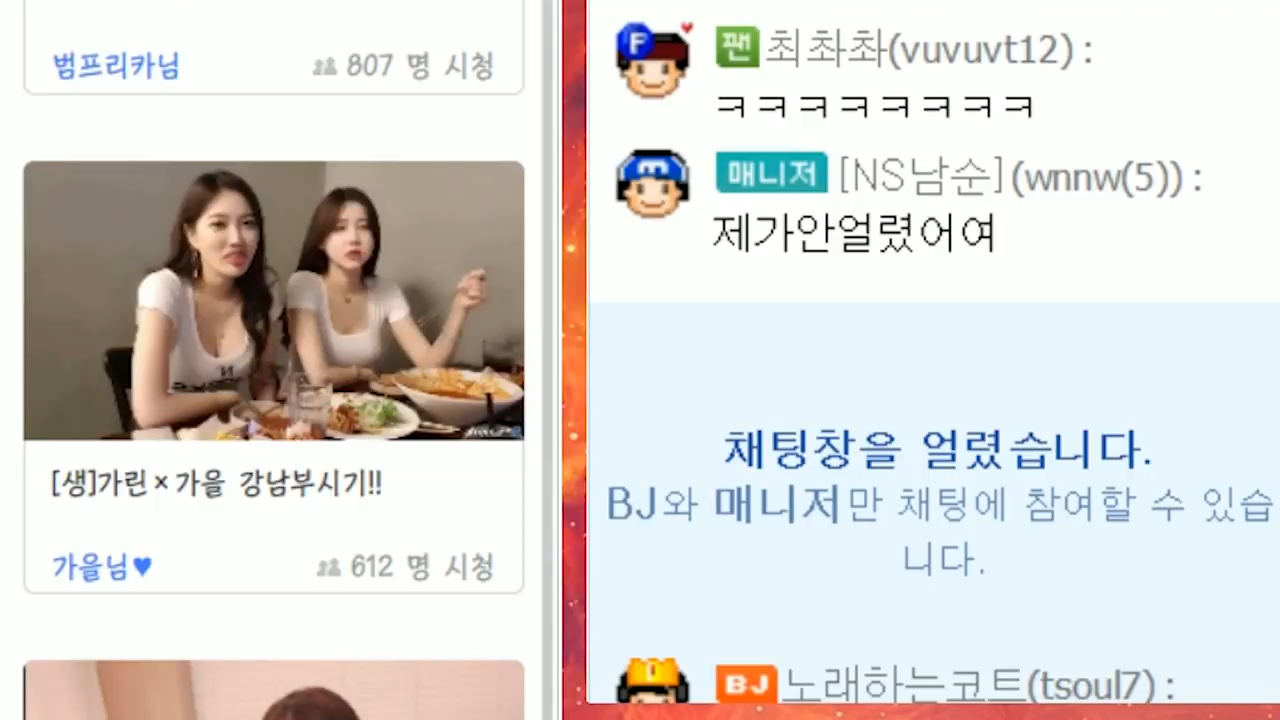 범프리카님
807 명 시청
[생]가린×가을 강남부시기!!
가을님♥
612 명 시청
팬 최촤촤(vuvuvt12) :
ㅋㅋㅋㅋㅋㅋㅋㅋ
매니저 [NS남순](wnnw(5)) :
제가안얼렸어여
채팅창을 얼렸습니다.
BJ와 매니저만 채팅에 참여할 수 있습
니다.
BJ 노래하는코트(tsoul7) :